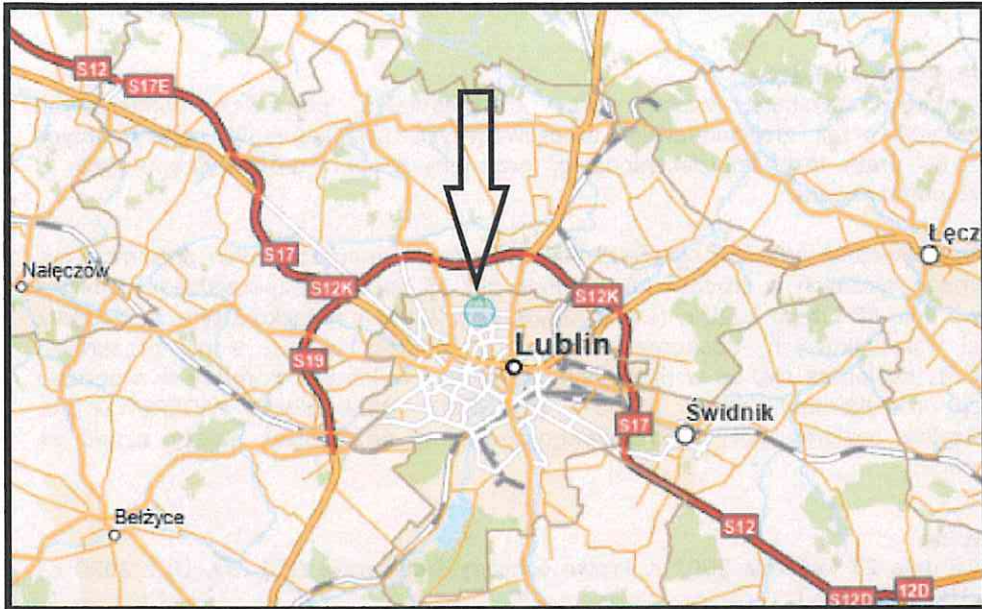 S12
S17E
Łęcz
S17
Nałęczów
S12K
S12K
Lublin
S19
Świdnik
S17
Bełżyce
S12
S12D
12D